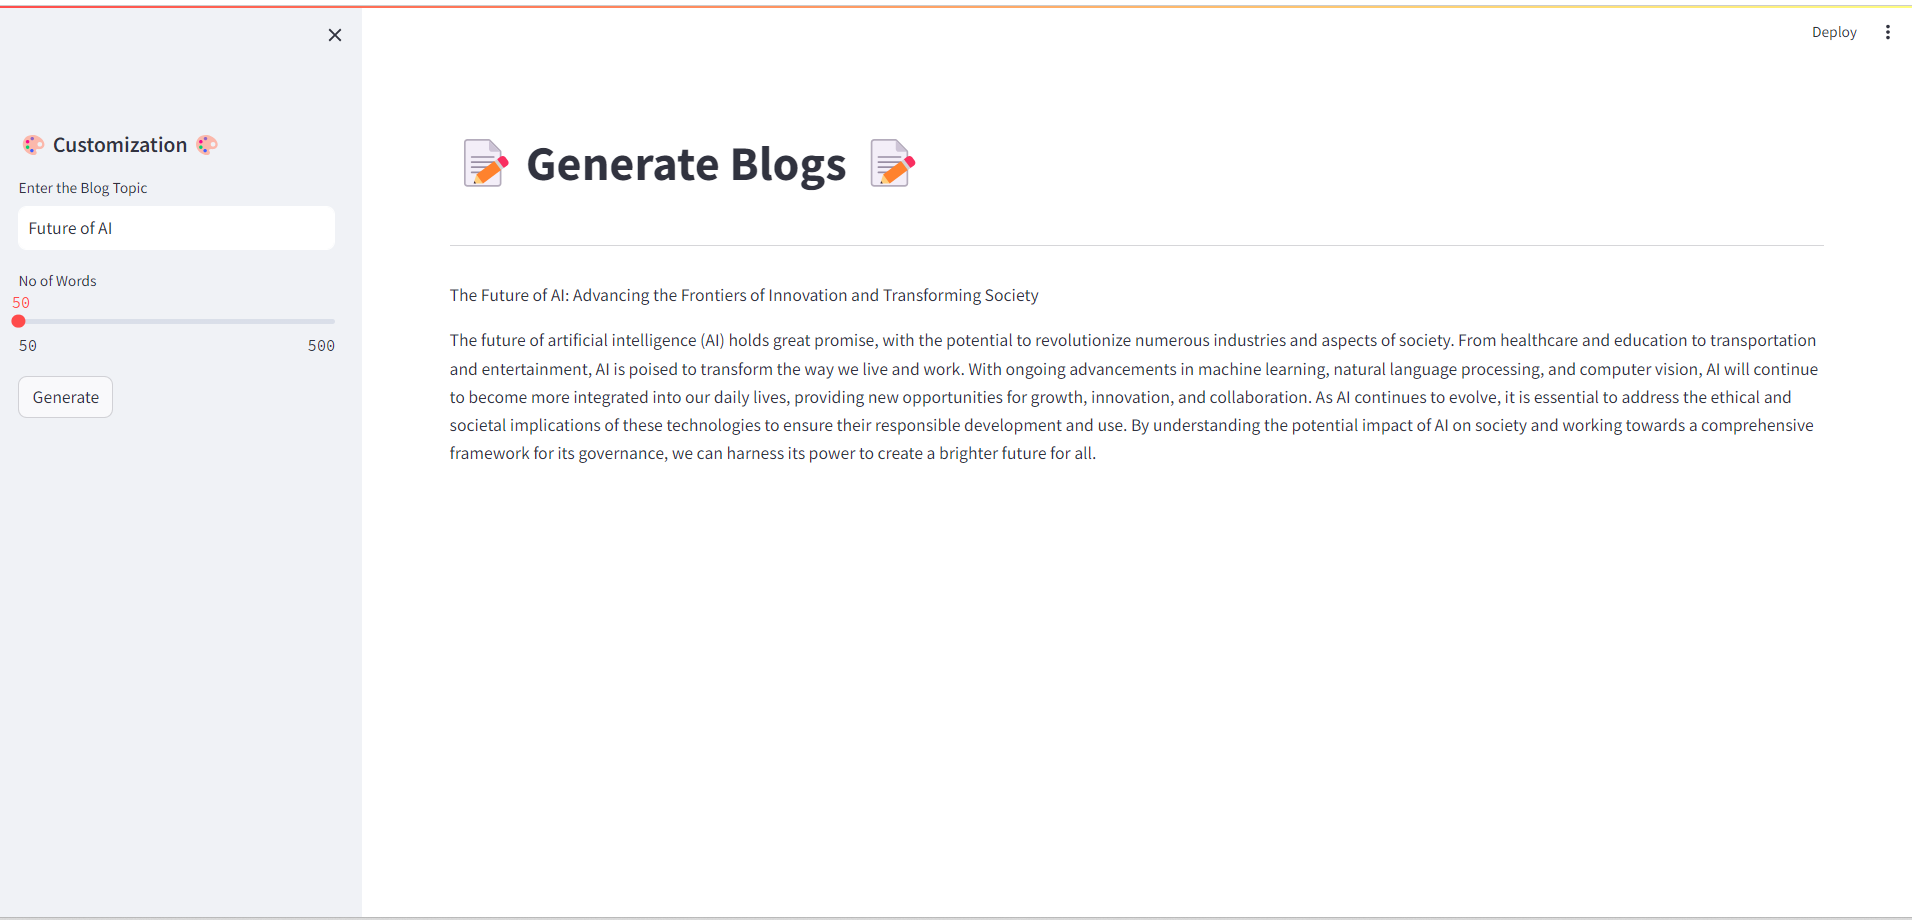 Deploy
Customization
Enter the Blog Topic
Future of AI
No of Words
50
50 500
Generate
Generate Blogs
The Future of AI: Advancing the Frontiers of Innovation and Transforming Society
The future of artificial intelligence (AI) holds great promise, with the potential to revolutionize numerous industries and aspects of society. From healthcare and education to transportation
and entertainment, AI is poised to transform the way we live and work. With ongoing advancements in machine learning, natural language processing, and computer vision, AI will continue
to become more integrated into our daily lives, providing new opportunities for growth, innovation, and collaboration. As AI continues to evolve, it is essential to address the ethical and
societal implications of these technologies to ensure their responsible development and use. By understanding the potential impact of AI on society and working towards a comprehensive
framework for its governance, we can harness its power to create a brighter future for all.